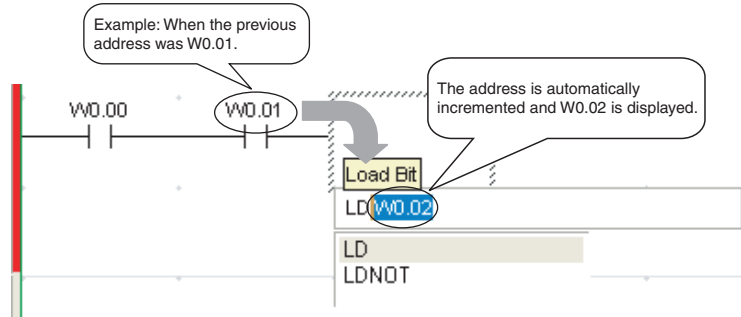 Example: When the previous
address was W0.01.
The address is automatically
incremented and W0.02 is displayed.
W0.00
W0.01
Load Bit
LD W0.02
LD
LDNOT